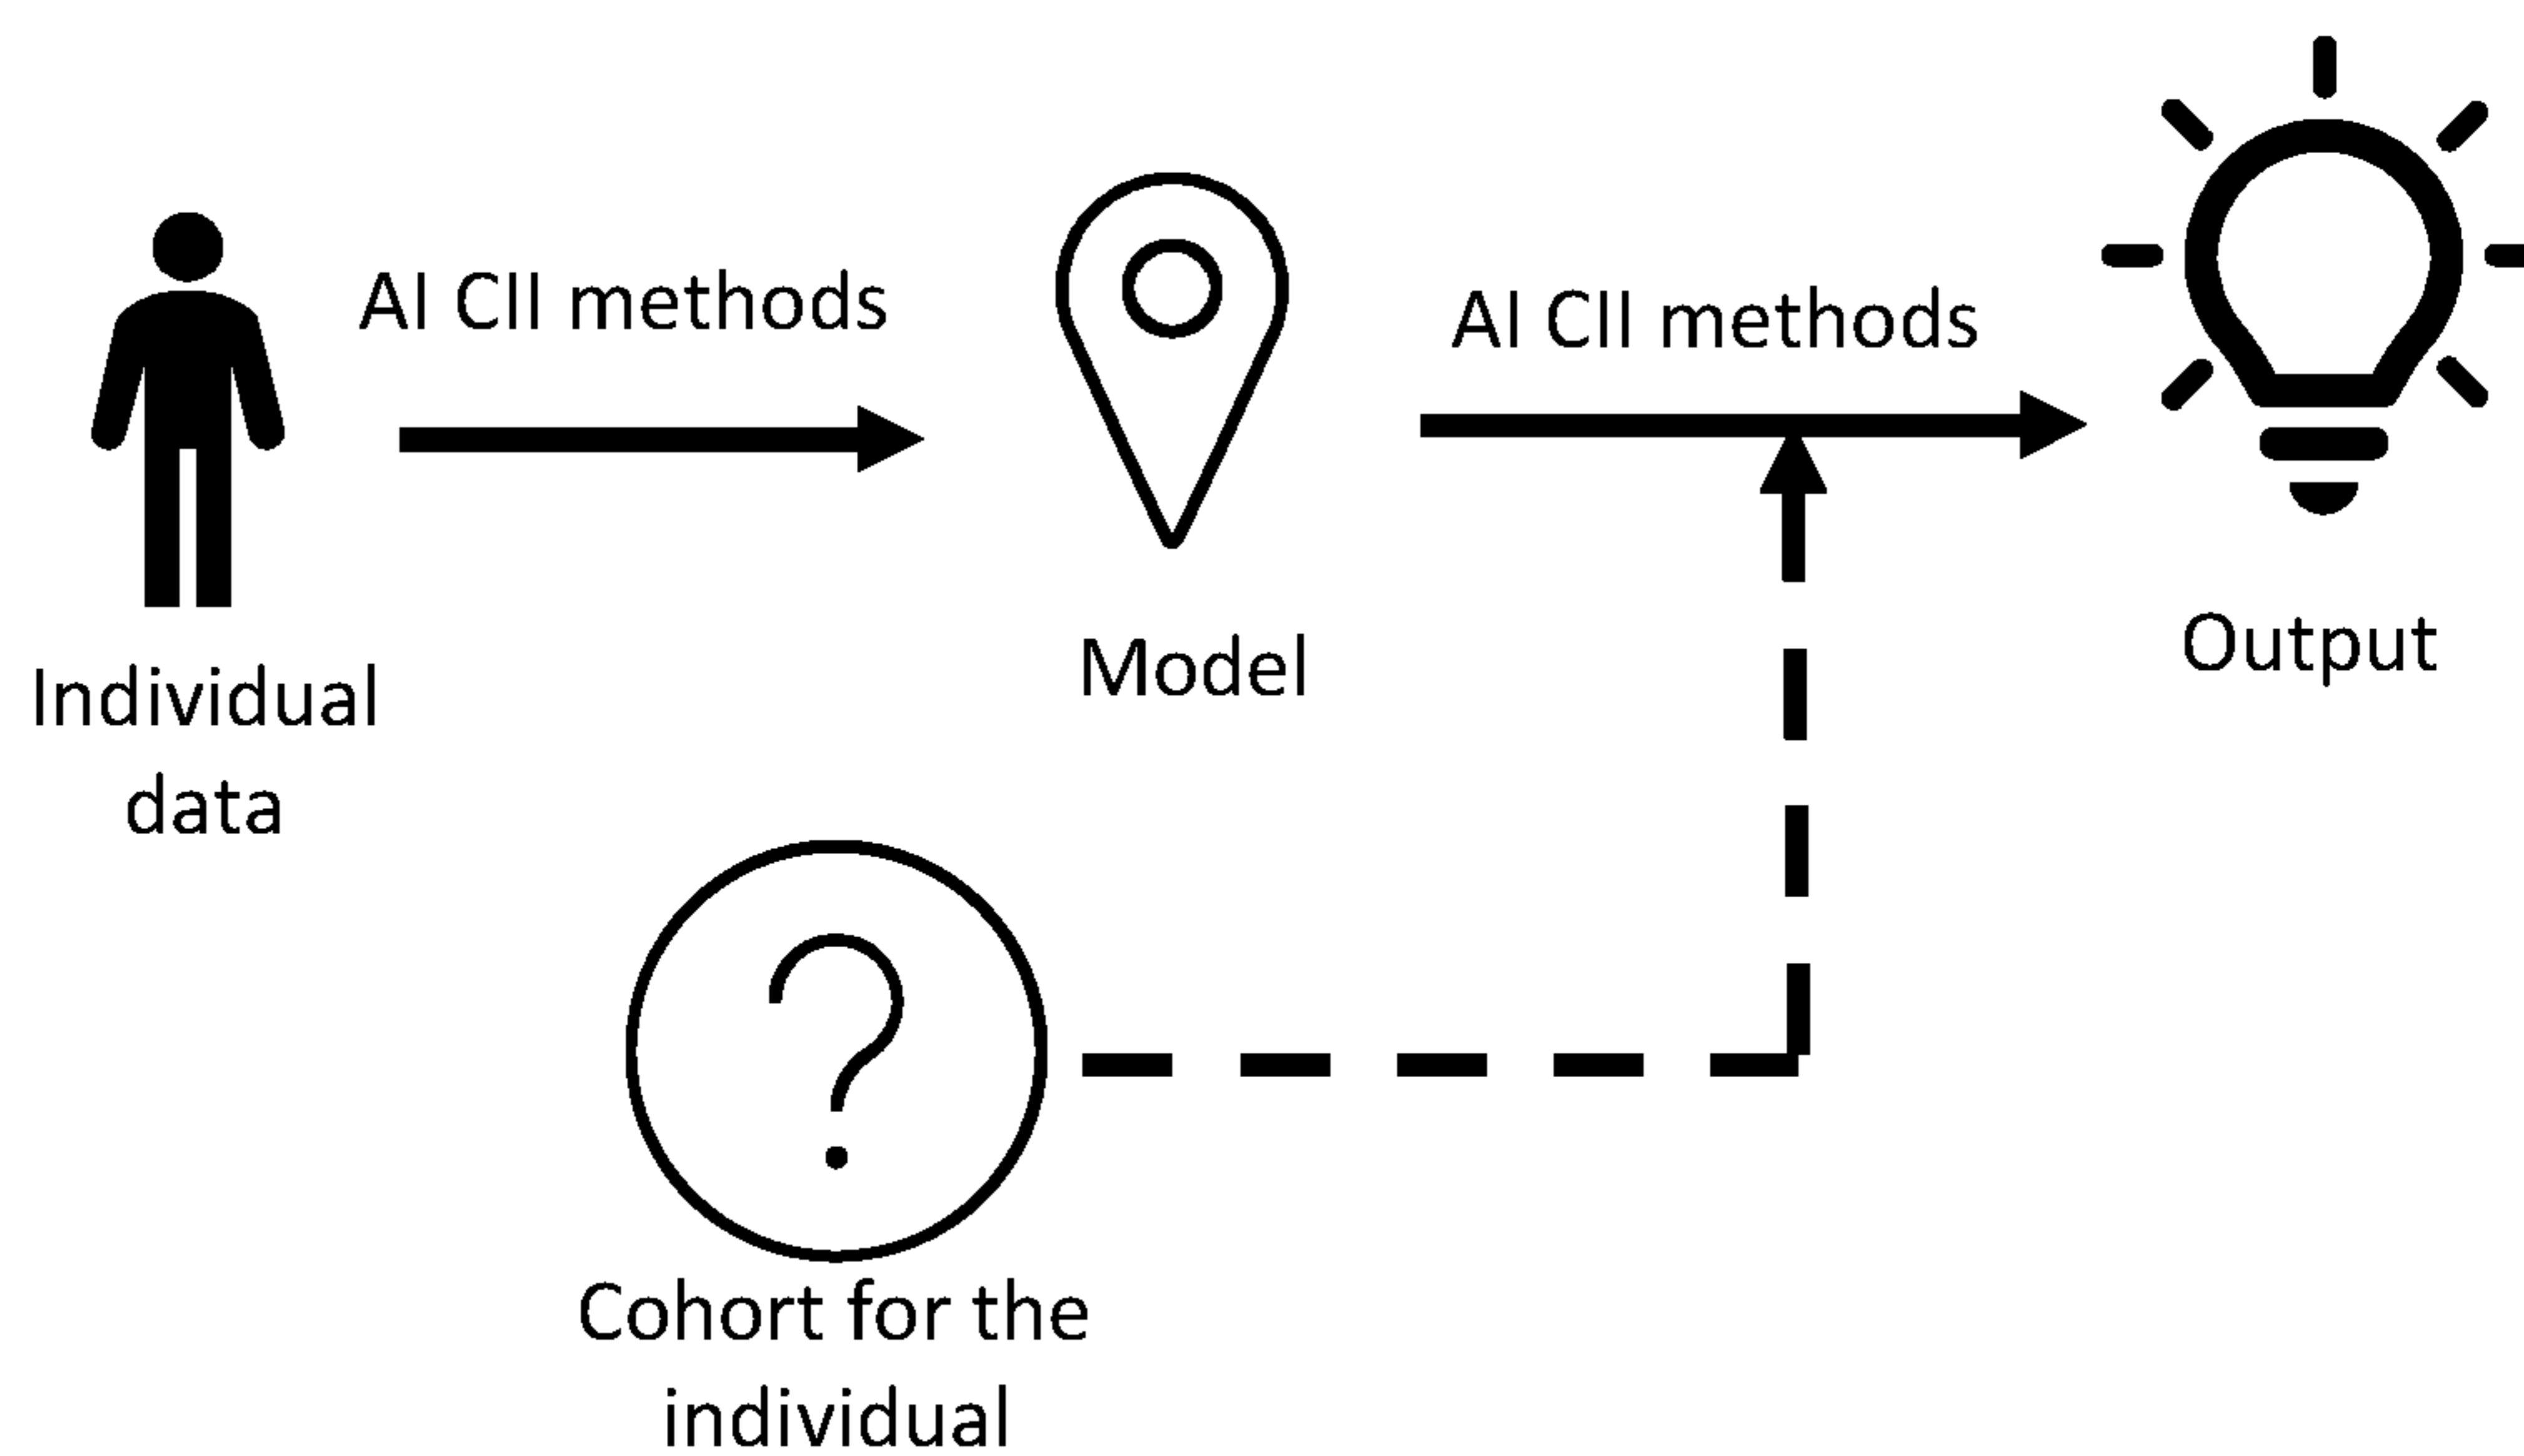 AI CII methods
AI CII methods
Individual
data
Model
Output
?
Cohort for the
individual